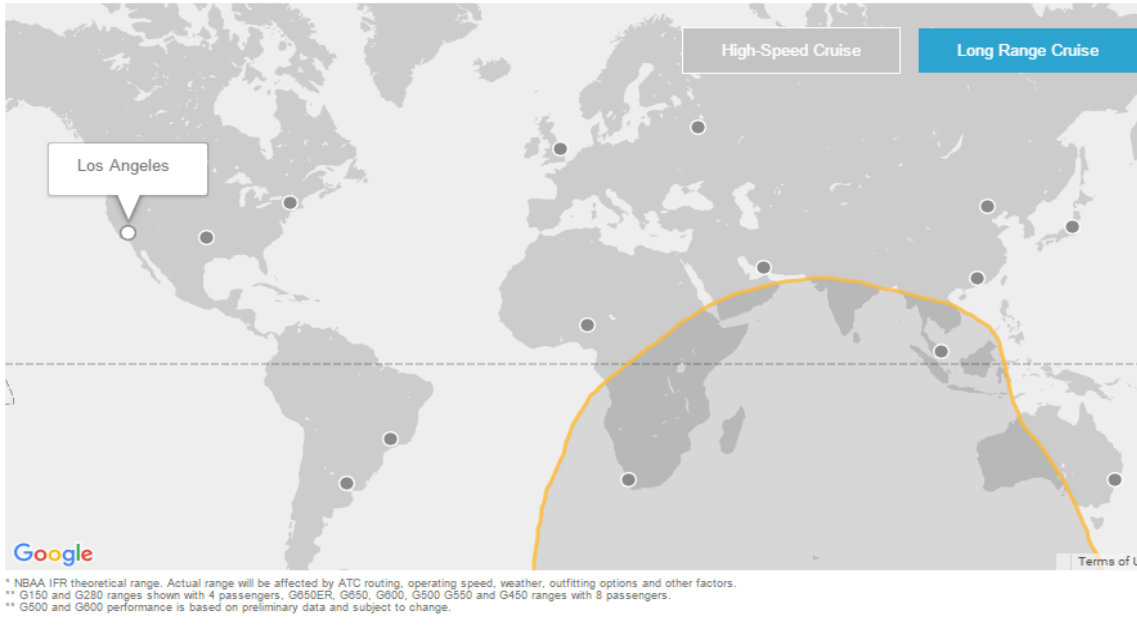 High-Speed Cruise
Long Range Cruise
Los Angeles
Google
Terms of U
* NBAA IFR theoretical range. Actual range will be affected by ATC routing, operating speed, weather, outfitting options and other factors.
** G150 and G280 ranges shown with 4 passengers, G650ER, G650, G600, G500 G550 and G450 ranges with 8 passengers.
** G500 and G600 performance is based on preliminary data and subject to change.